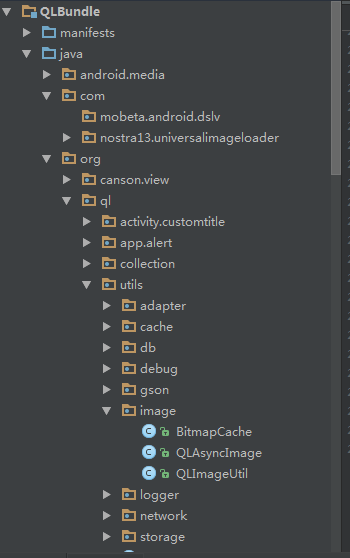 QLBundle
manifests
java
android.media
com
mobeta.android.dslv
nostra13.universalimageloader
org
canson.view
ql
activity.customtitle
app.alert
collection
utils
adapter
cache
db
debug
gson
image
BitmapCache
QLAsyncImage
QLImageUtil
logger
network
storage